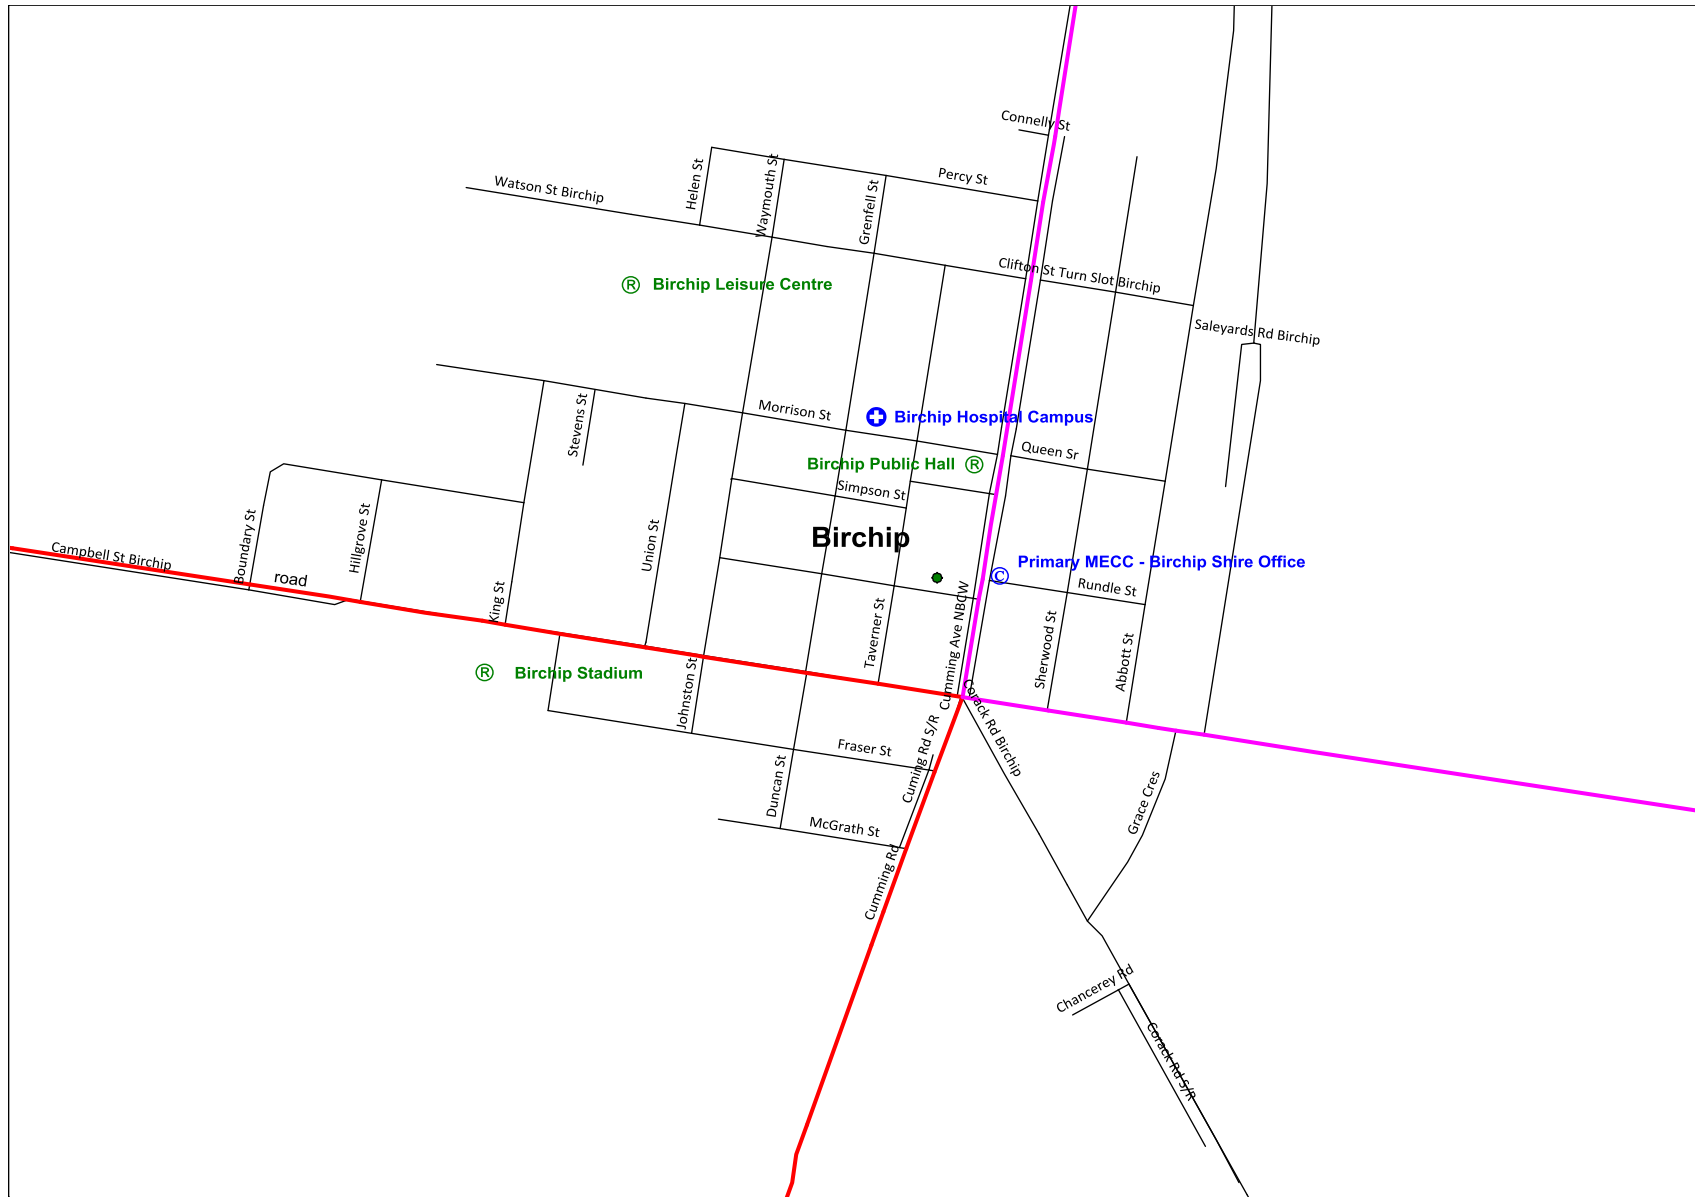 Connelly St
Helen St
Waymouth St
Percy St
Watson St Birchip
Grenfell St
Clifton St Turn Slot Birchip
® Birchip Leisure Centre
Saleyards Rd Birchip
Stevens St
Morrison St
Birchip Hospital Campus
Queen Sr
Birchip Public Hall ®
Simpson St
Boundary St
Hillgrove St
Union St
Birchip
Campbell St Birchip
road
King St
© Primary MECC - Birchip Shire Office
Rundle St
Taverner St
Cumming Ave NBCW
Sherwood St
Abbott St
® Birchip Stadium
Johnston St
Corack Rd Birchip
Fraser St
Cuming Rd S/R
Duncan St
McGrath St
Grace Cres
Cumming Rd
Chancerey Rd
Corack Rd S/R